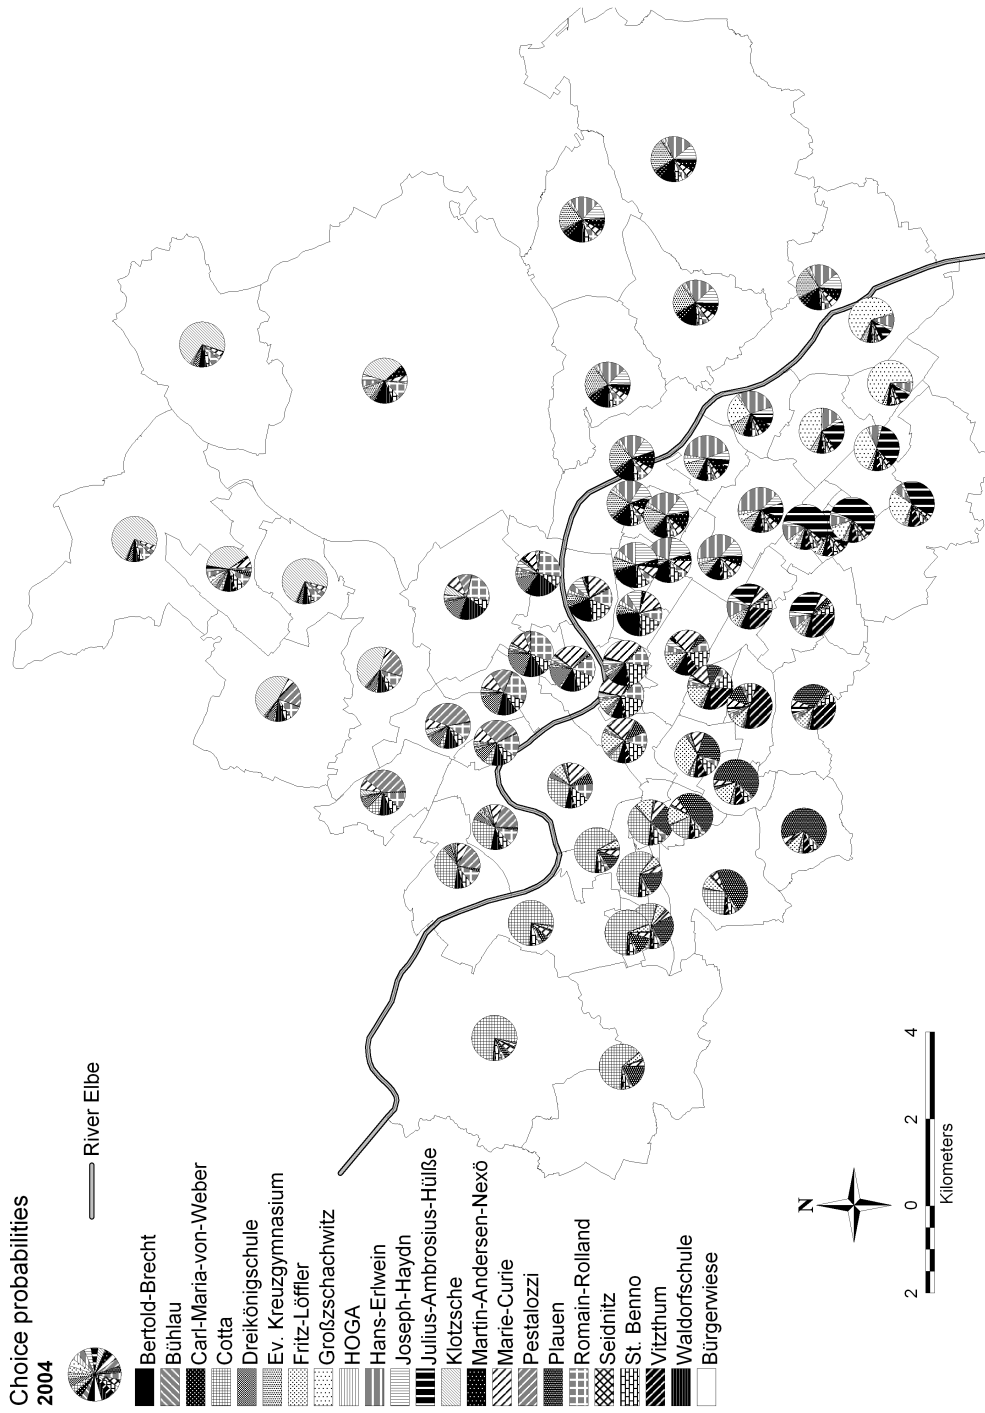 Choice probabilities
2004
River Elbe
Bertold-Brecht
Bühlau
Carl-Maria-von-Weber
Cotta
Dreikönigschule
Ev. Kreuzgymnasium
Fritz-Löffler
Großzschachwitz
HOGA
Hans-Erlwein
Joseph-Haydn
Julius-Ambrosius-Hülße
Klotzsche
Martin-Andersen-Nexö
Marie-Curie
Pestalozzi
Plauen
Romain-Rolland
Seidnitz
St. Benno
Vitzthum
Waldorfschule
Bürgerwiese
N
2 0 2 4
Kilometers